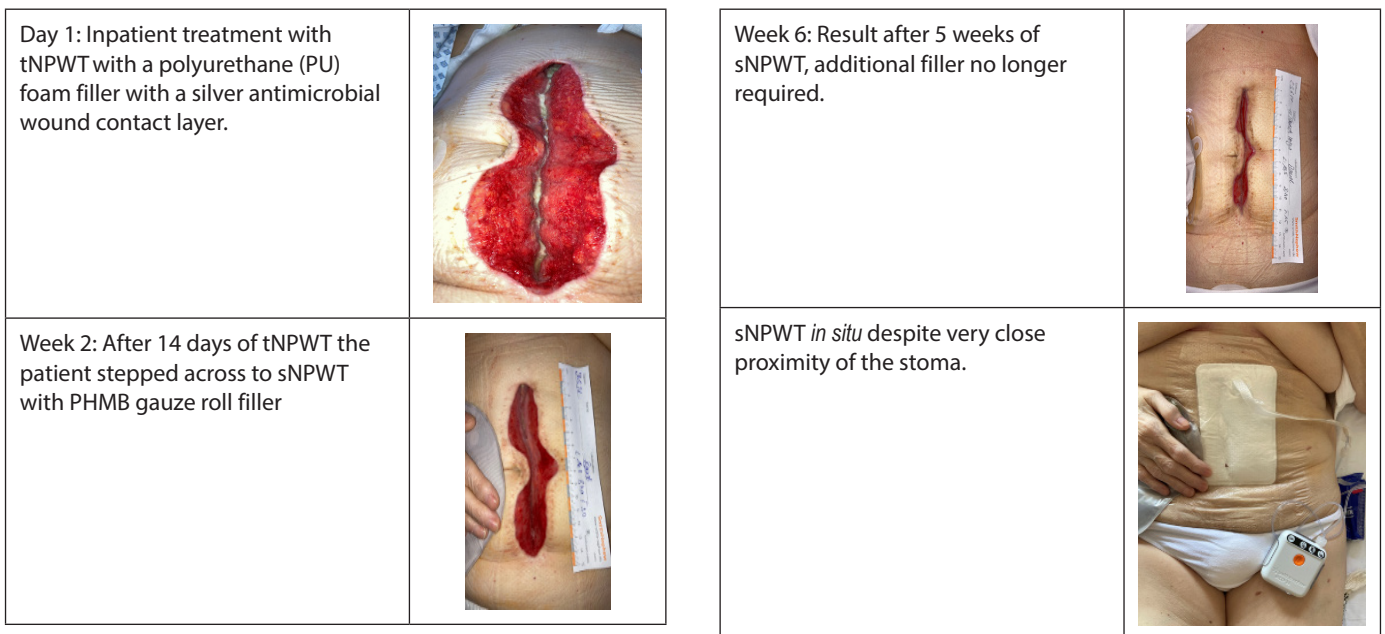 Day 1: Inpatient treatment with
tNPWT with a polyurethane (PU)
foam filler with a silver antimicrobial
wound contact layer.
Week 2: After 14 days of tNPWT the
patient stepped across to sNPWT
with PHMB gauze roll filler
Week 6: Result after 5 weeks of
sNPWT, additional filler no longer
required.
sNPWT in situ despite very close
proximity of the stoma.